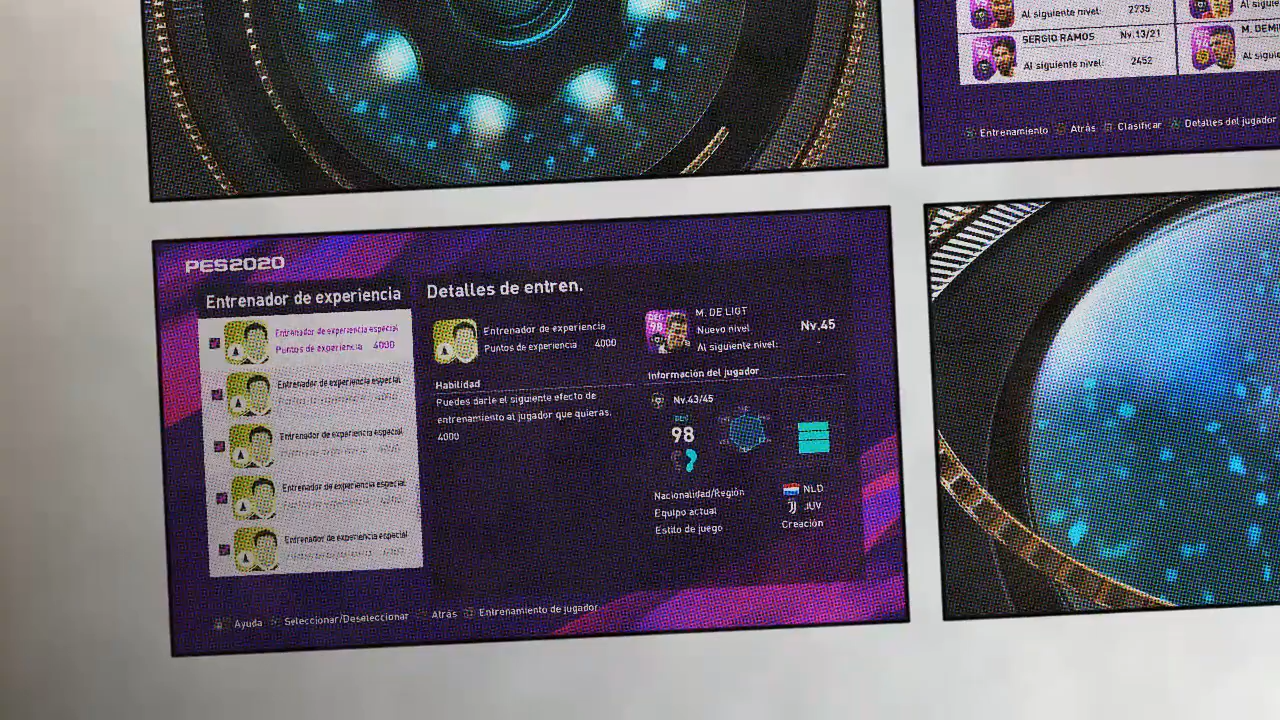 Al siguiente nivel: 2735
SERGIO RAMOS Nv.13/21
Al siguiente nivel: 2452
94
Entrenamiento Atrás Clasificar Detalles del jugador
PES2020
Entrenador de experiencia
Entrenador de experiencia especial
Puntos de experiencia 4000
Entrenador de experiencia especial
Entrenador de experiencia especial
Entrenador de experiencia especial
Entrenador de experiencia especial
Detalles de entren.
Entrenador de experiencia
Puntos de experiencia 4000
Habilidad
Puedes darle el siguiente efecto de
entrenamiento al jugador que quieras.
4000
98
M. DE LIGT
Nuevo nivel Nv.45
Al siguiente nivel:
Información del jugador
Nv.43/45
98
Nacionalidad/Región NLD
Equipo actual JUV
Estilo de juego Creación
Ayuda Seleccionar/Deseleccionar Atrás Entrenamiento de jugador